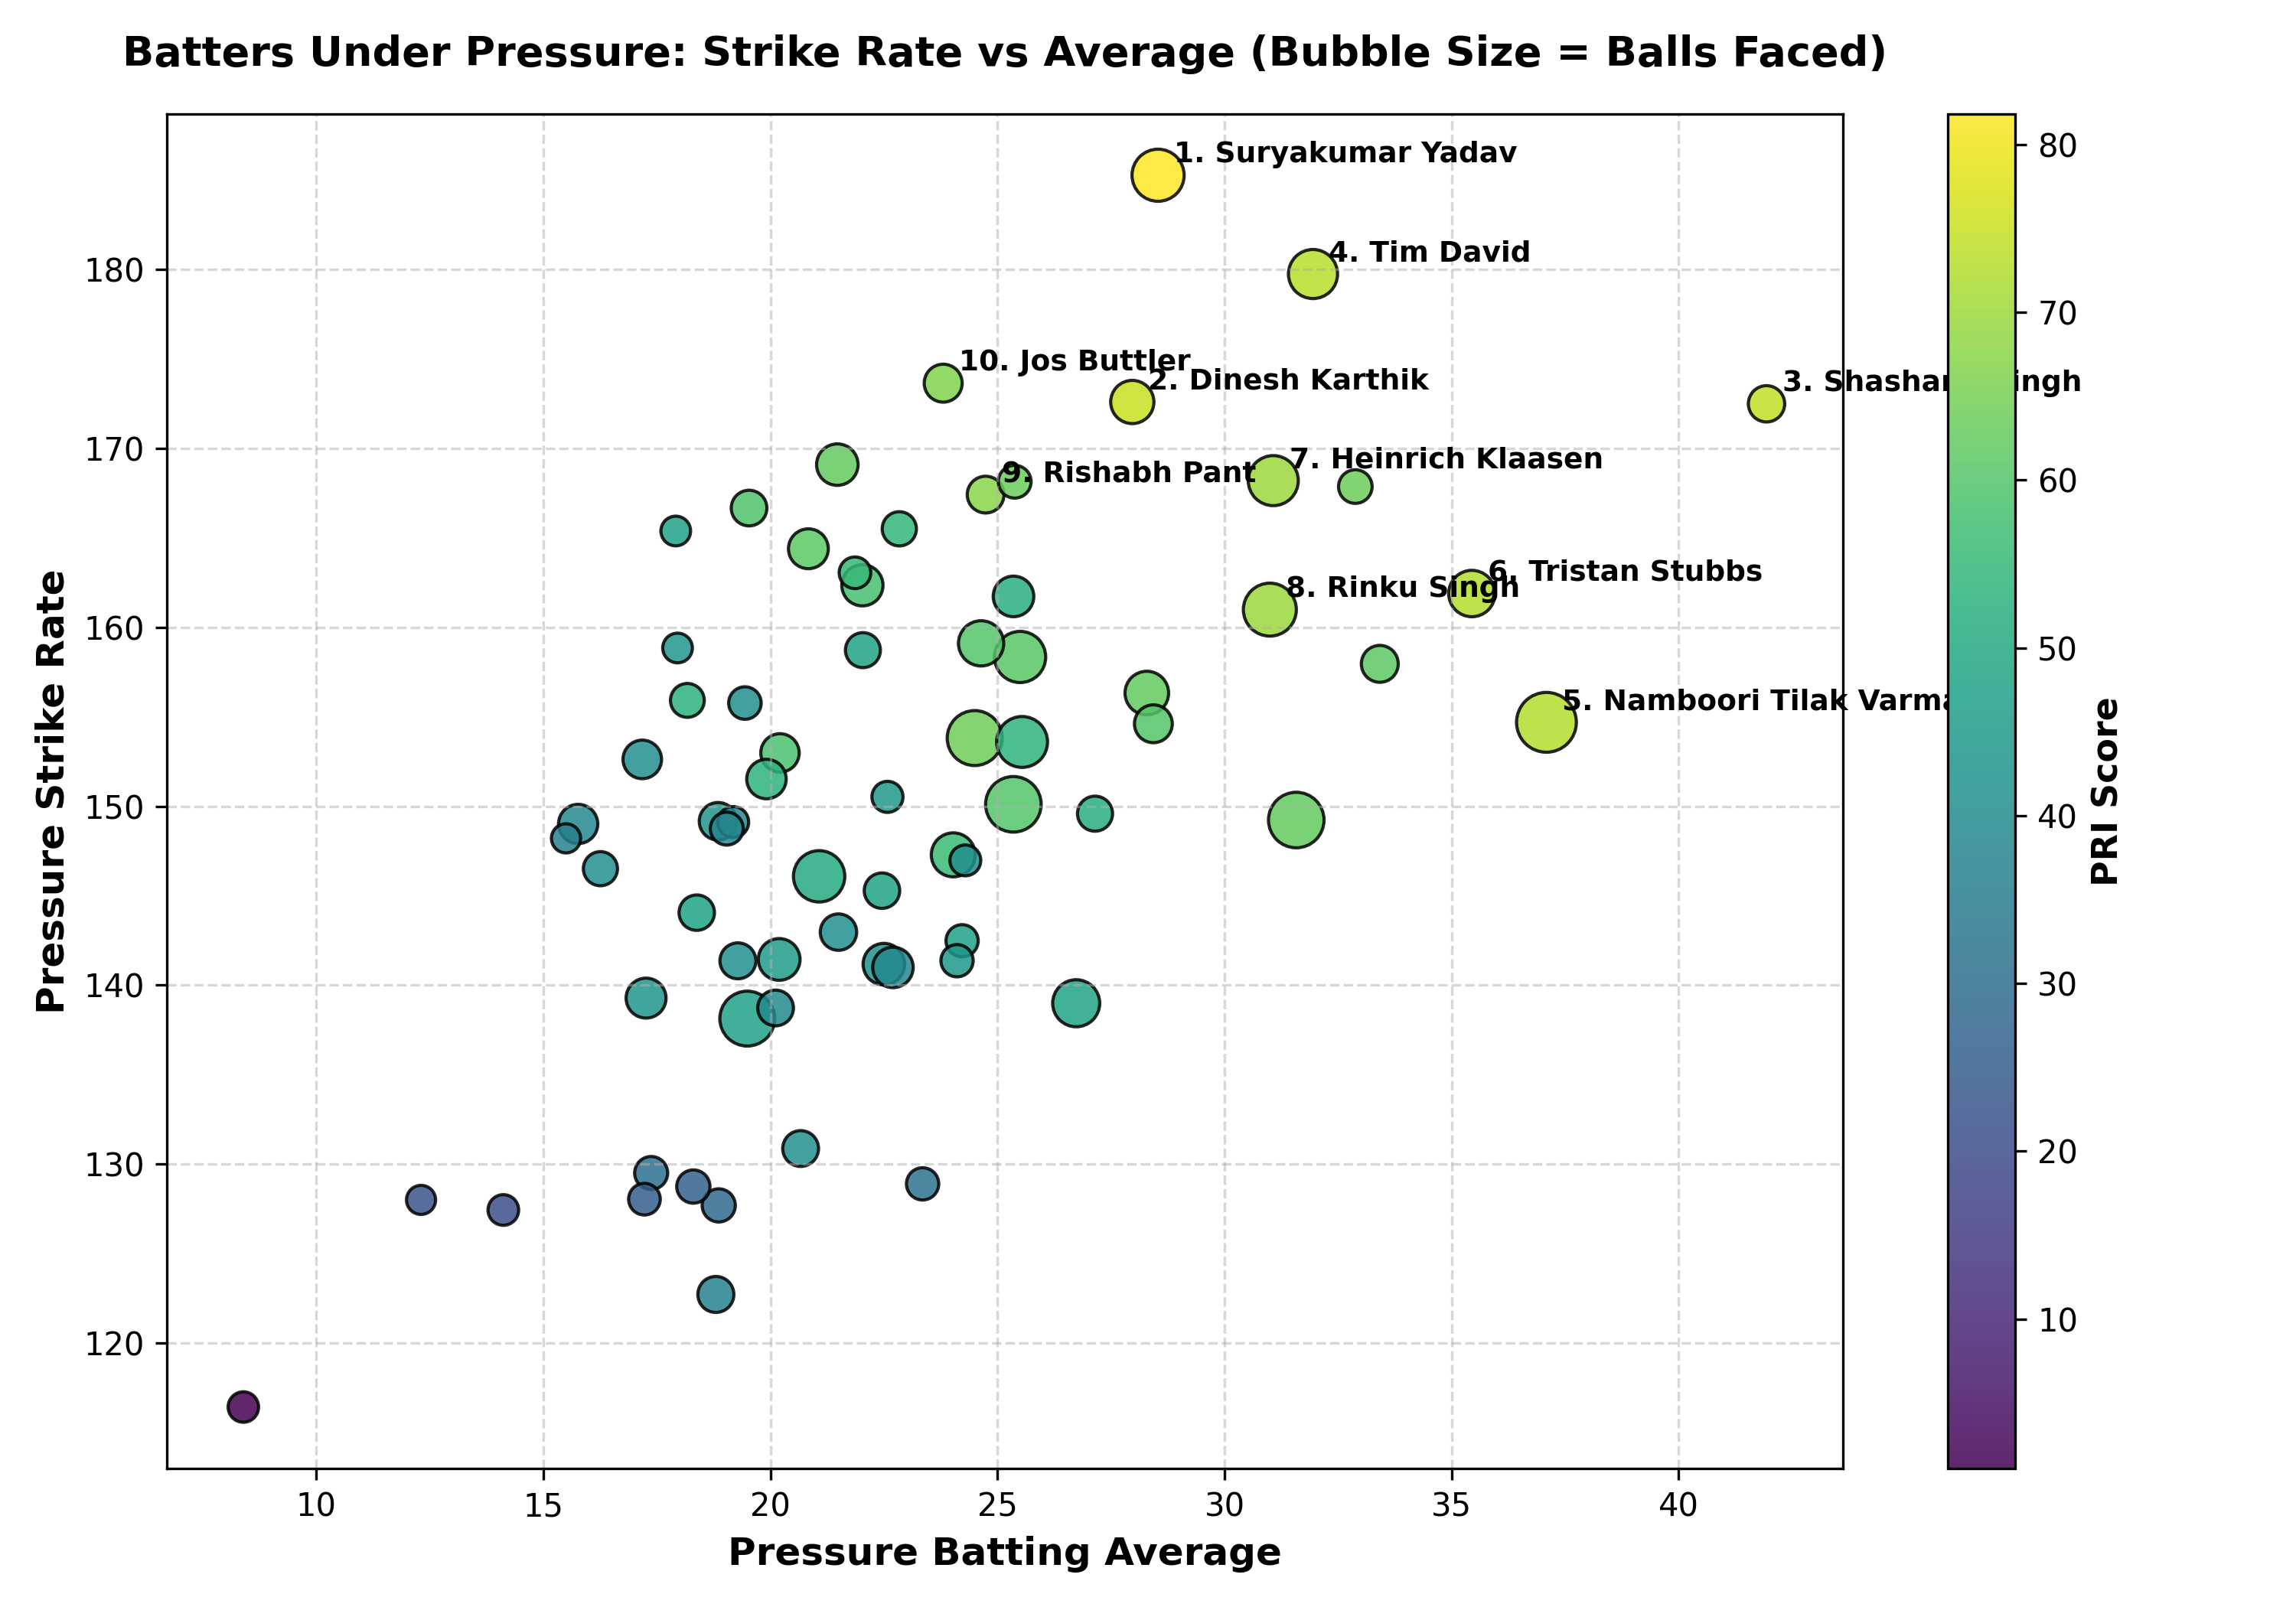 Batters Under Pressure: Strike Rate vs Average (Bubble Size = Balls Faced)
1. Suryakumar Yadav
4. Tim David
10. Jos Buttler
2. Dinesh Karthik
3. Shashan ingh
7. Heinrich Klaasen
9. Rishabh Pant
6. Tristan Stubbs
8. Rinku Singh
5. Namboori Tilak Varma
Pressure Strike Rate
180
170
160
150
140
130
120
10 15 20 25 30 35 40
Pressure Batting Average
80
70
60
50
40
30
20
10
PRI Score